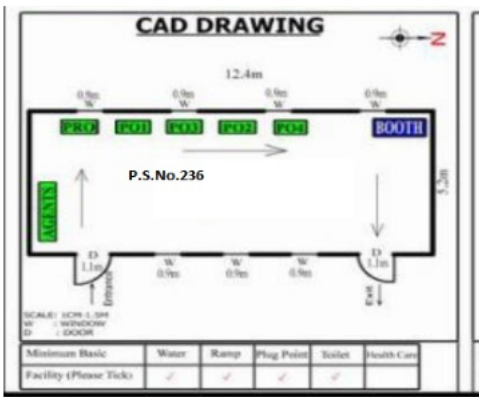 CAD DRAWING
N
12.4m
0.9m 0.9m 0.9m 0.9m
W W W W
PRO PO1 PO3 PO2 PO4 BOOTH
P.S.No.236
5.2m
AGENTS
D W W W D
1.1m 0.9m 0.9m 0.9m 1.1m
Entrance Exit
SCALE: 1CM-1.5M
W : WINDOW
D : DOOR
Minimum Basic Water Ramp Plug Point Toilet Health Care
Facility (Please Tick) ✓ ✓ ✓ ✓